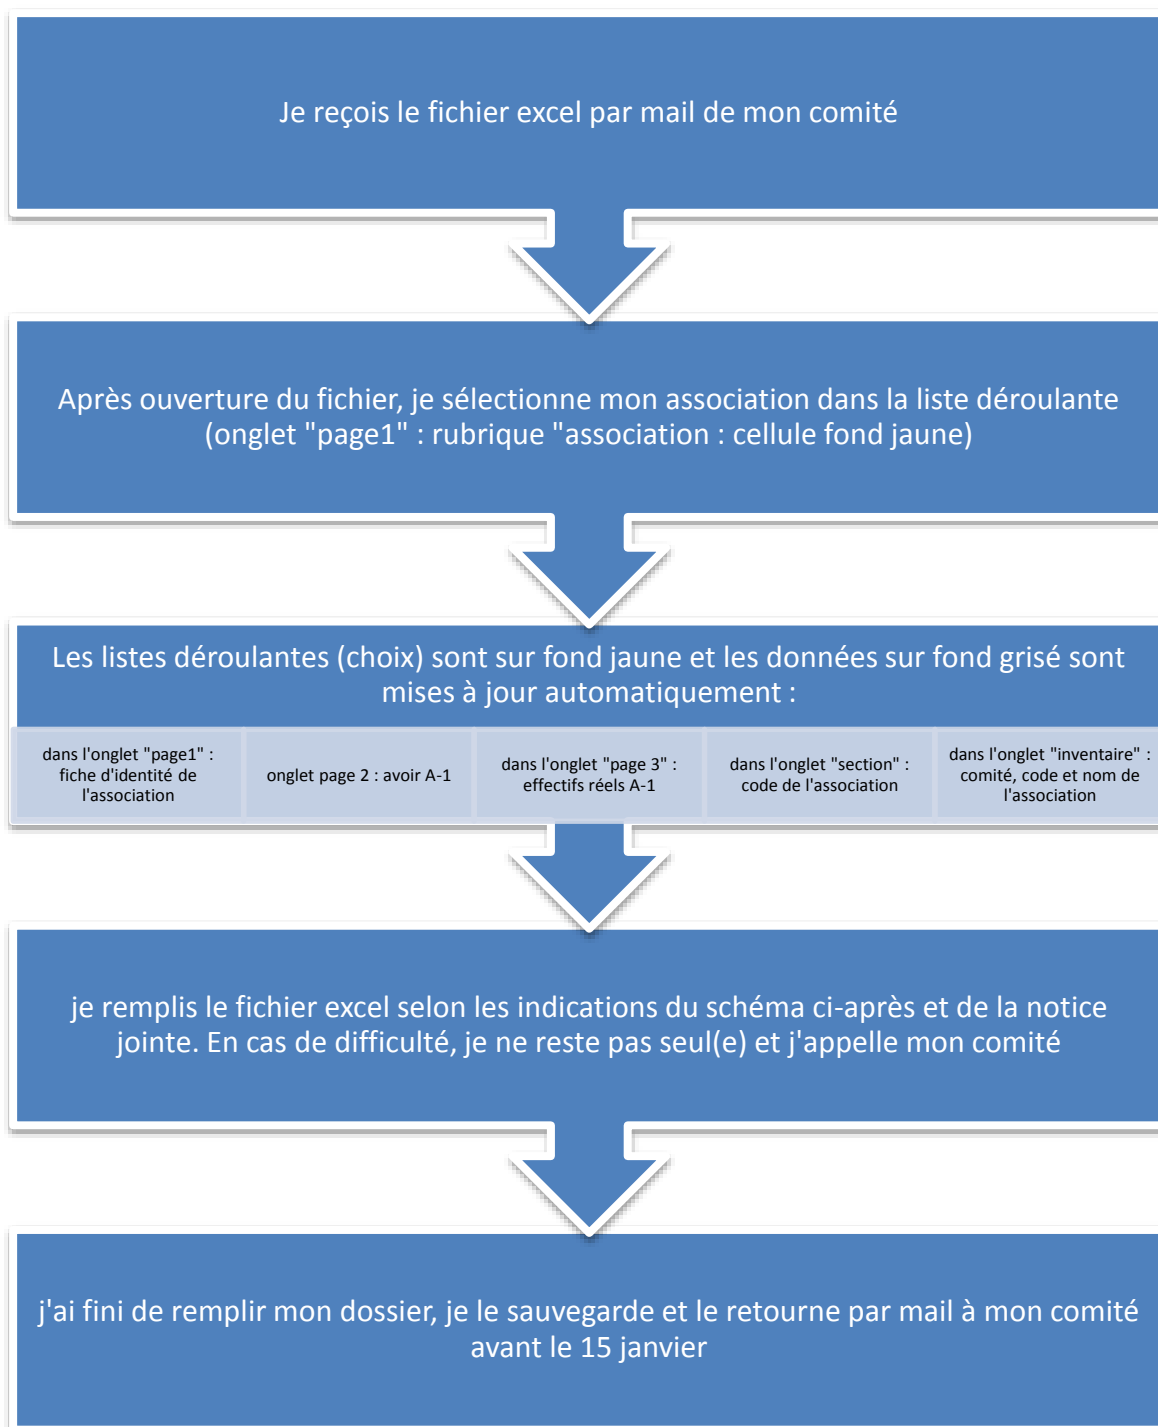 Je reçois le fichier excel par mail de mon comité
Après ouverture du fichier, je sélectionne mon association dans la liste déroulante
(onglet "page1" : rubrique "association : cellule fond jaune)
Les listes déroulantes (choix) sont sur fond jaune et les données sur fond grisé sont
mises à jour automatiquement :
dans l'onglet "page1" :
fiche d'identité de
l'association
onglet page 2 : avoir A-1
dans l'onglet "page 3" :
effectifs réels A-1
dans l'onglet "section" :
code de l'association
dans l'onglet "inventaire" :
comité, code et nom de
l'association
je remplis le fichier excel selon les indications du schéma ci-après et de la notice
jointe. En cas de difficulté, je ne reste pas seul(e) et j'appelle mon comité
j'ai fini de remplir mon dossier, je le sauvegarde et le retourne par mail à mon comité
avant le 15 janvier